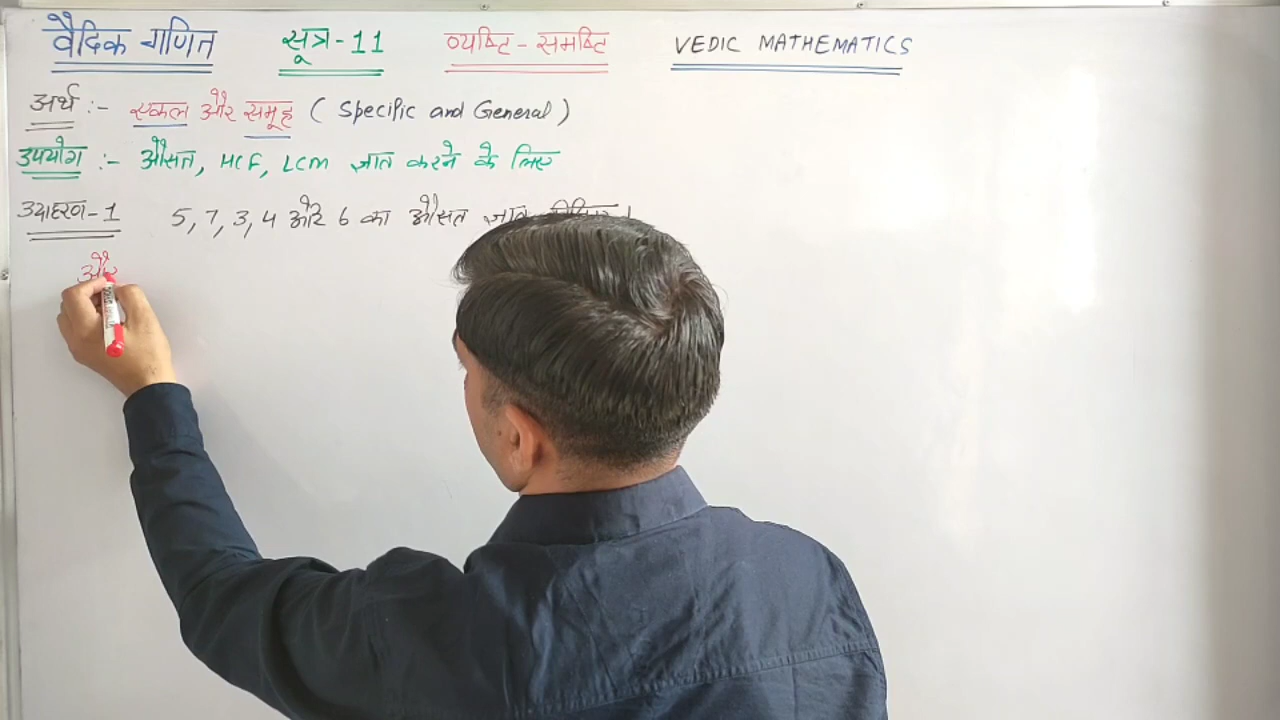 वैदिक गणित सूत्र-11 व्यष्टि-समष्टि VEDIC MATHEMATICS
अर्थ :- एकल और समूह ( Specific and General )
उपयोग :- औसत, HCF, LCM ज्ञात करने के लिए
उदाहरण-1 5, 7, 3, 4 और 6 का औसत ज्ञात